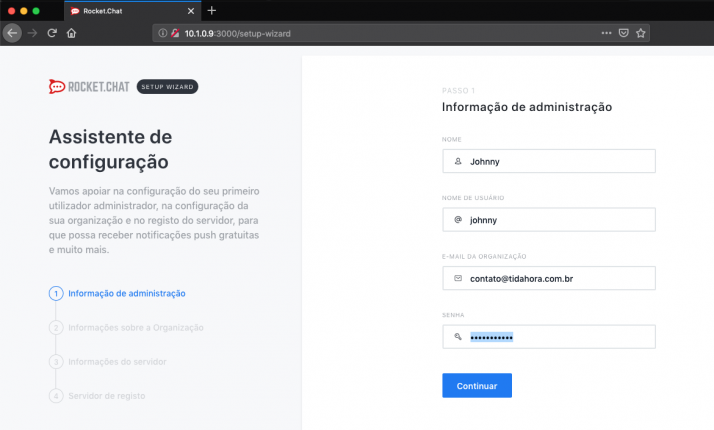 Rocket.Chat
10.1.0.9:3000/setup-wizard
ROCKET.CHAT SETUP WIZARD
Assistente de
configuração
Vamos apoiar na configuração do seu primeiro
utilizador administrador, na configuração da
sua organização e no registo do servidor, para
que possa receber notificações push gratuitas
e muito mais.
1 Informação de administração
2 Informações sobre a Organização
3 Informações do servidor
4 Servidor de registo
PASSO 1
Informação de administração
NOME
Johnny
NOME DE USUÁRIO
johnny
E-MAIL DA ORGANIZAÇÃO
contato@tidahora.com.br
SENHA
•••••••••••
Continuar